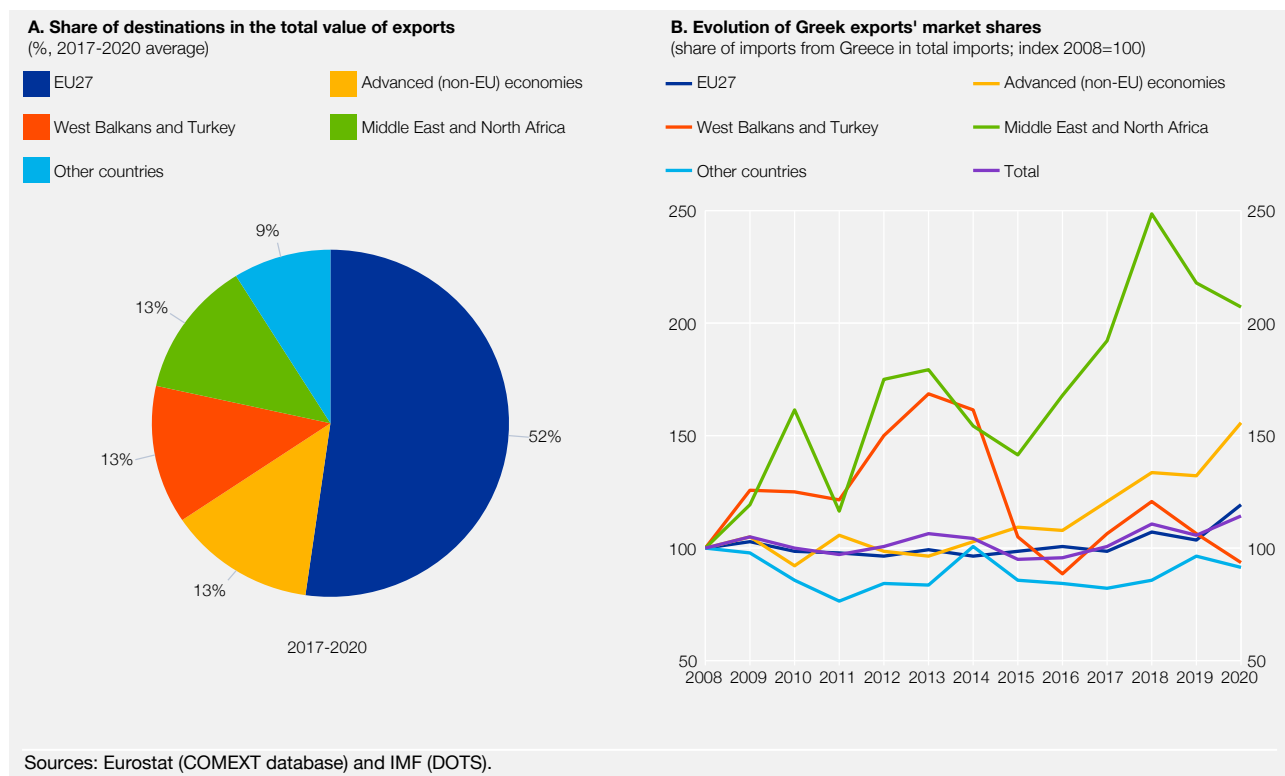 A. Share of destinations in the total value of exports
(%, 2017-2020 average)
EU27
Advanced (non-EU) economies
West Balkans and Turkey
Middle East and North Africa
Other countries
9%
13%
13%
52%
13%
2017-2020
B. Evolution of Greek exports' market shares
(share of imports from Greece in total imports; index 2008=100)
EU27
Advanced (non-EU) economies
West Balkans and Turkey
Middle East and North Africa
Other countries
Total
250
250
200
200
150
150
100
100
50
50
2008 2009 2010 2011 2012 2013 2014 2015 2016 2017 2018 2019 2020
Sources: Eurostat (COMEXT database) and IMF (DOTS).